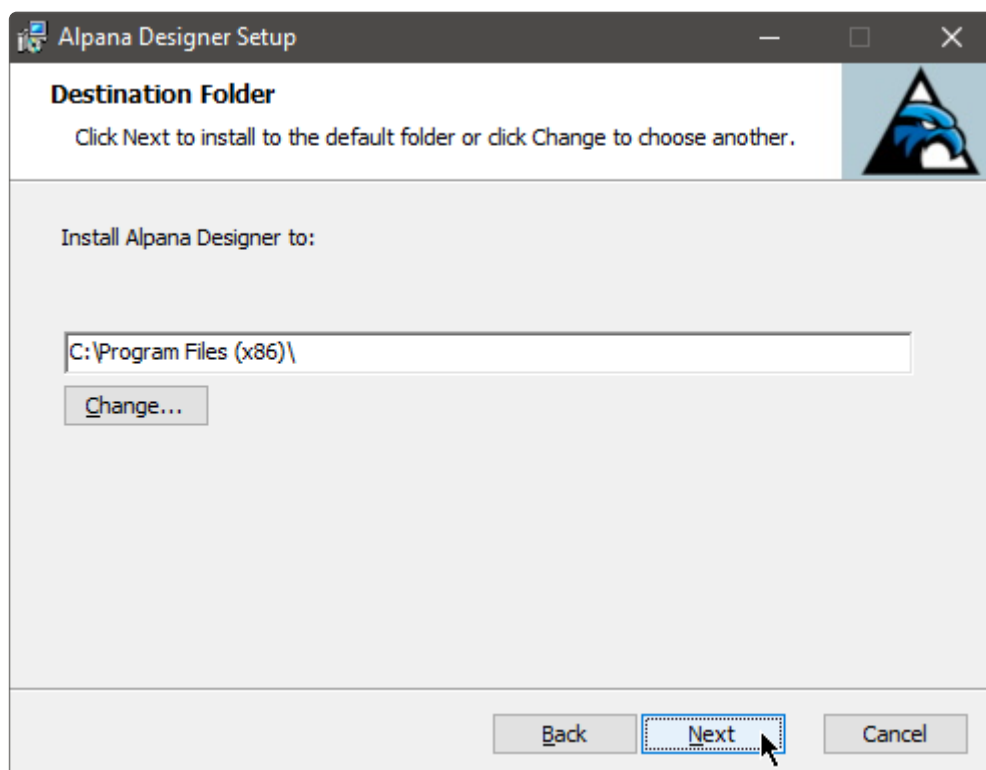 Alpana Designer Setup
Destination Folder
Click Next to install to the default folder or click Change to choose another.
Install Alpana Designer to:
C:\Program Files (x86)\
Change...
Back
Next
Cancel